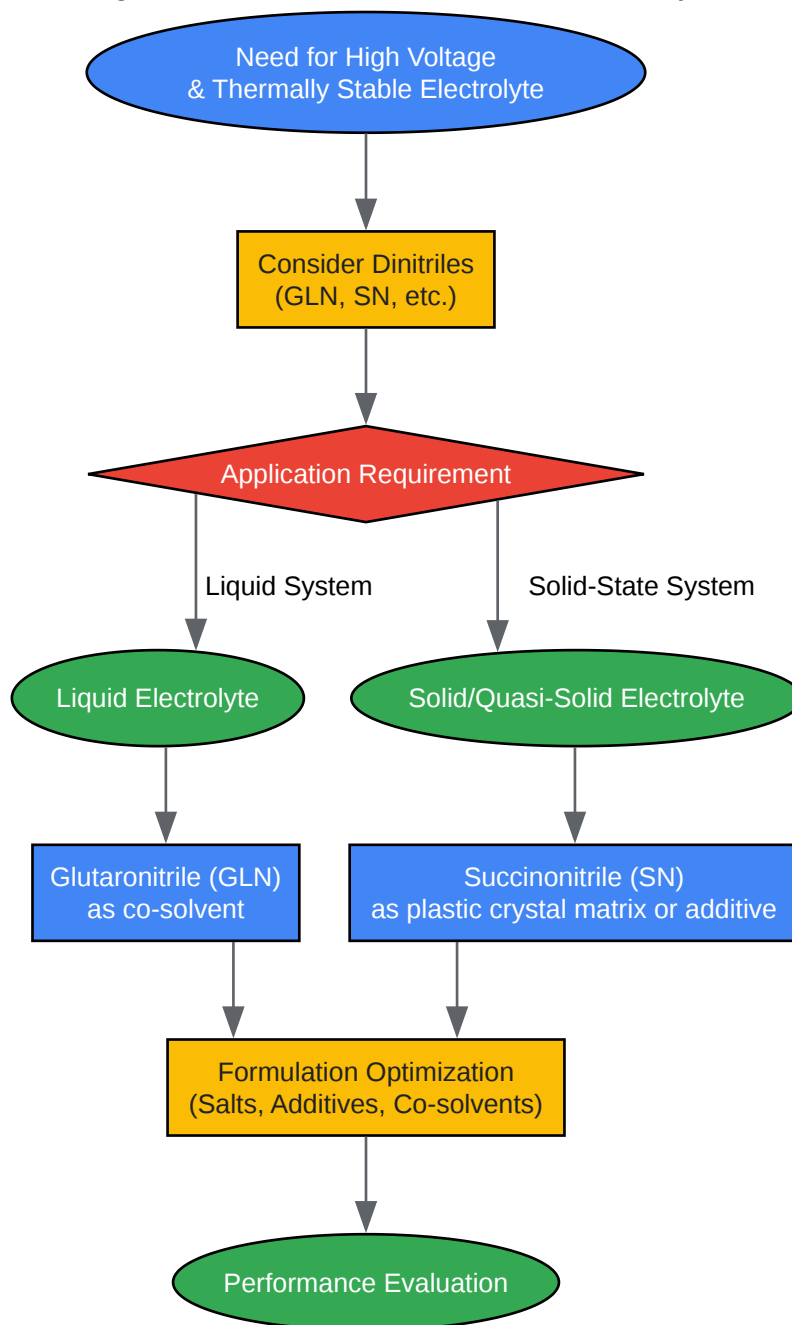 Need for High Voltage
& Thermally Stable Electrolyte
Consider Dinitriles
(GLN, SN, etc.)
Application Requirement
Liquid System
Solid-State System
Liquid Electrolyte
Solid/Quasi-Solid Electrolyte
Glutaronitrile (GLN)
as co-solvent
Succinonitrile (SN)
as plastic crystal matrix or additive
Formulation Optimization
(Salts, Additives, Co-solvents)
Performance Evaluation